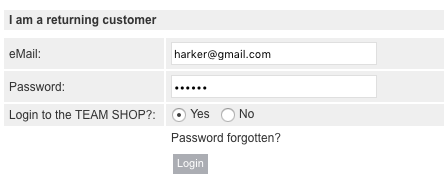 I am a returning customer
eMail: harker@gmail.com
Password: ••••••
Login to the TEAM SHOP?: Yes No
Password forgotten?
Login